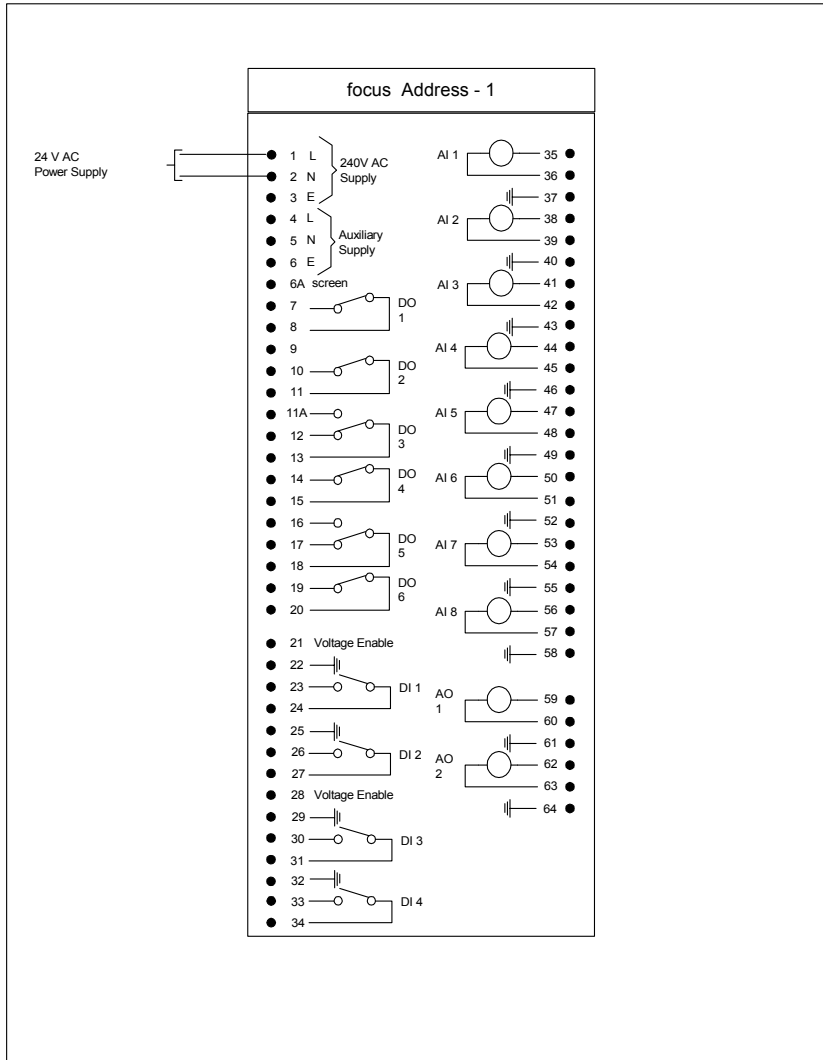 focus Address - 1
24 V AC
Power Supply
1 L
2 N
3 E
240V AC
Supply
4 L
5 N
6 E
Auxiliary
Supply
6A screen
7
8
DO
1
9
10
11
DO
2
11A
12
13
DO
3
14
15
DO
4
16
17
18
DO
5
19
20
DO
6
21 Voltage Enable
22
23
24
DI 1
25
26
27
DI 2
28 Voltage Enable
29
30
31
DI 3
32
33
34
DI 4
AI 1
35
36
37
AI 2
38
39
40
AI 3
41
42
43
AI 4
44
45
46
AI 5
47
48
49
AI 6
50
51
52
AI 7
53
54
55
AI 8
56
57
58
AO
1
59
60
61
AO
2
62
63
64